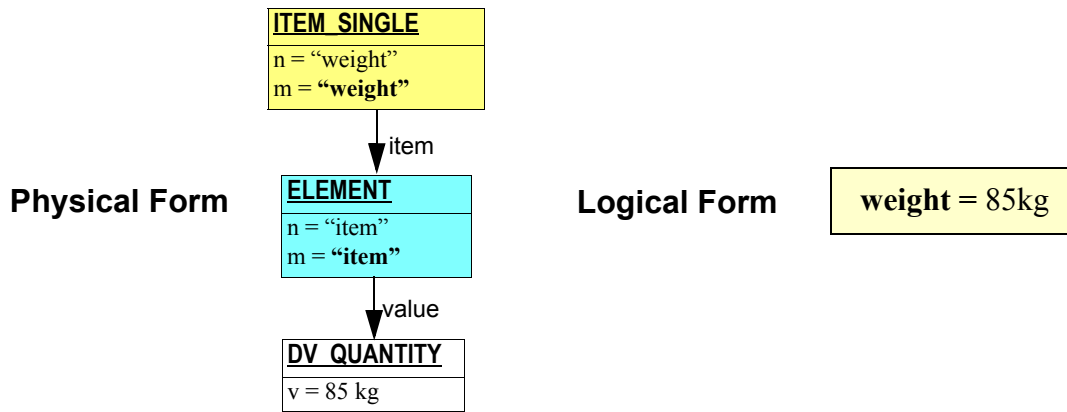 ITEM_SINGLE
n = “weight”
m = “weight”
item
Physical Form
ELEMENT
n = “item”
m = “item”
value
DV_QUANTITY
v = 85 kg
Logical Form
weight = 85kg